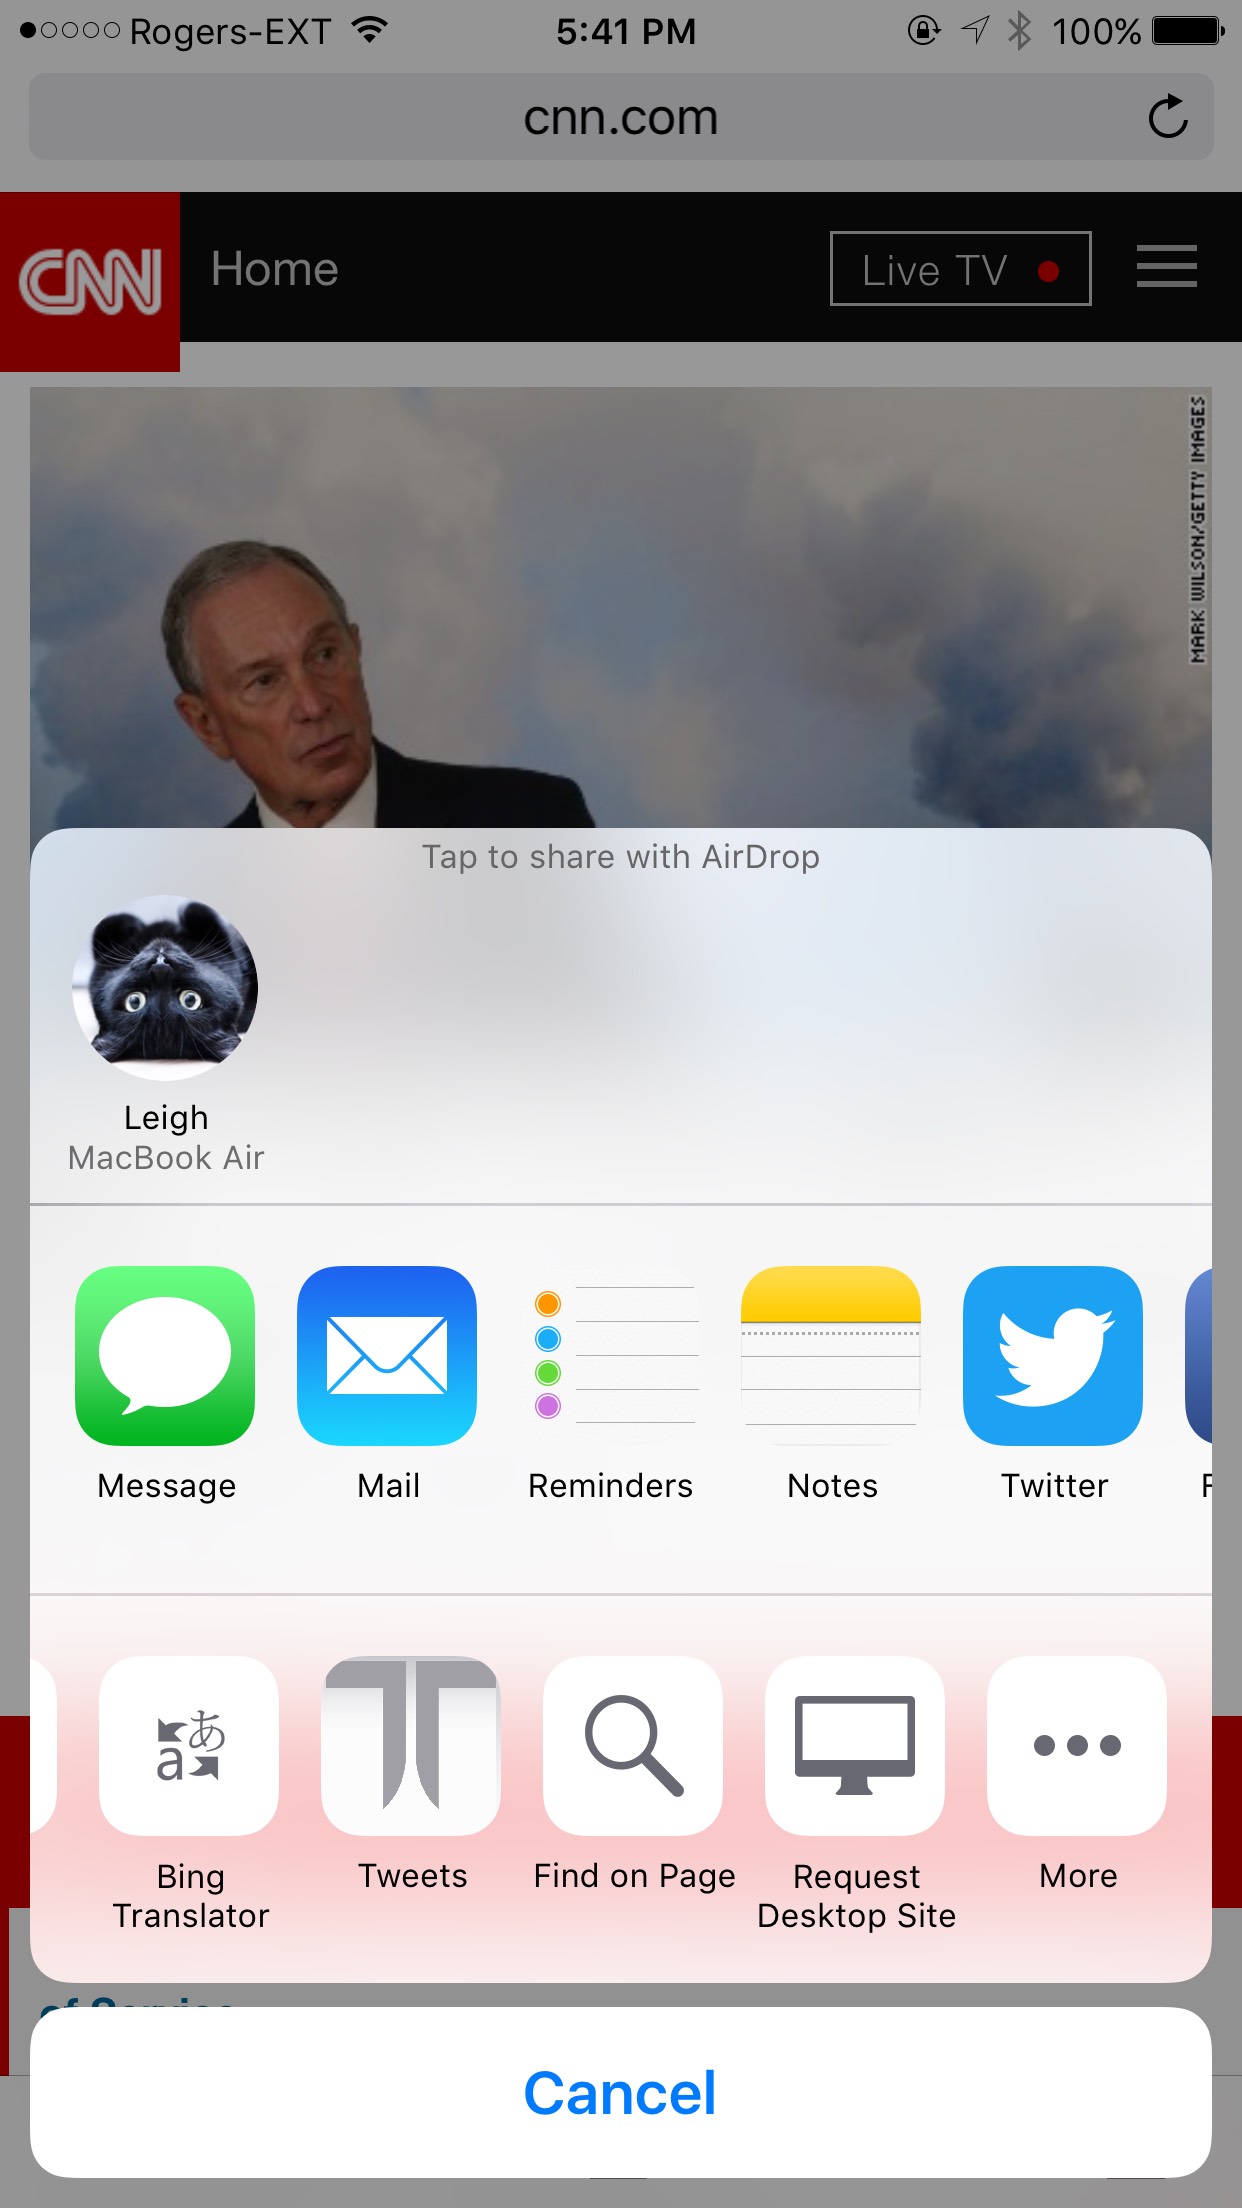 Rogers-EXT 5:41 PM 100%
cnn.com
CNN Home Live TV
MARK WILSON/GETTY IMAGES
Tap to share with AirDrop
Leigh
MacBook Air
Message Mail Reminders Notes Twitter F
a あ
Bing Translator Tweets Find on Page Request Desktop Site More
of Service
Cancel